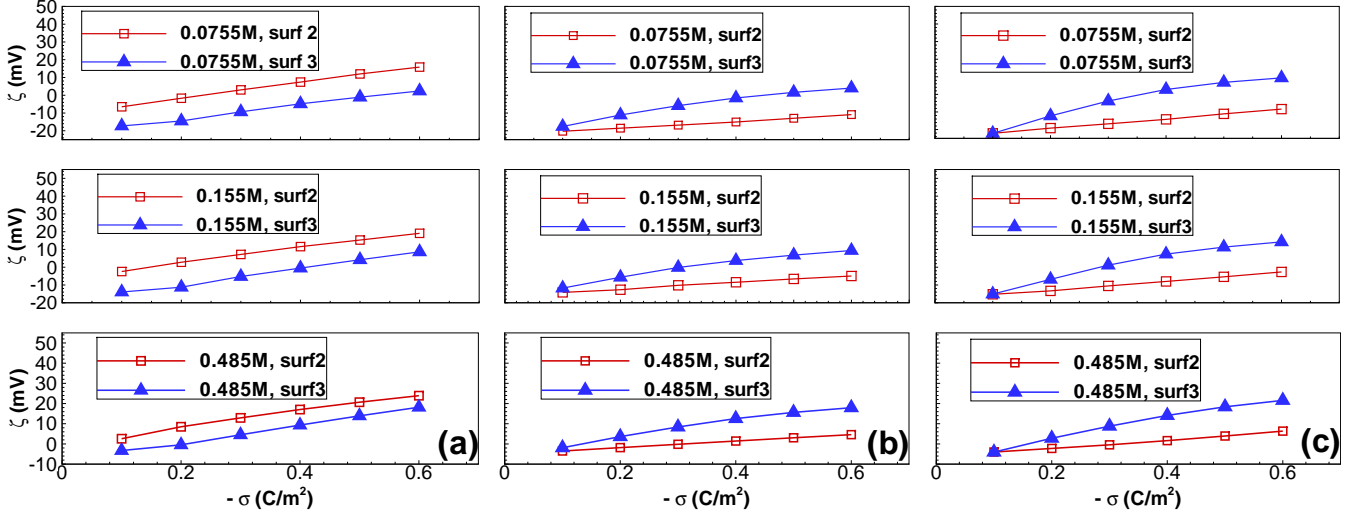 50
40
30
20
10
0
-10
-20
ζ (mV)
0.0755M, surf 2
0.0755M, surf 3
0.0755M, surf2
0.0755M, surf3
0.0755M, surf2
0.0755M, surf3
50
40
30
20
10
0
-10
-20
ζ (mV)
0.155M, surf2
0.155M, surf3
0.155M, surf2
0.155M, surf3
0.155M, surf2
0.155M, surf3
50
40
30
20
10
0
-10
ζ (mV)
0.485M, surf2
0.485M, surf3
(a)
0.485M, surf2
0.485M, surf3
(b)
0.485M, surf2
0.485M, surf3
(c)
0 0.2 0.4 0.6
0 0.2 0.4 0.6
0 0.2 0.4 0.6
- σ (C/m²)
- σ (C/m²)
- σ (C/m²)